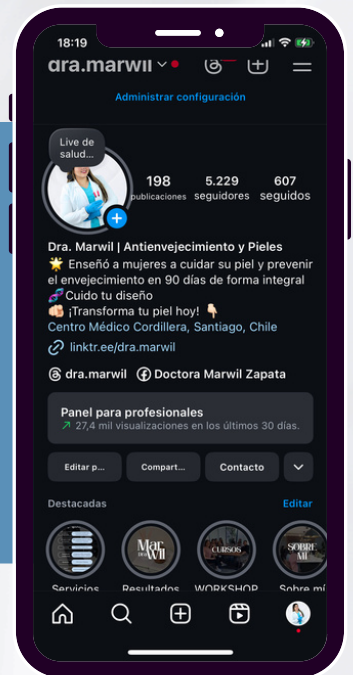 18:19
dra.marwil
Administrar configuración
Live de
salud...
198 5.229 607
publicaciones seguidores seguidos
Dra. Marwil | Antienvejecimiento y Pieles
🌟 Enseñó a mujeres a cuidar su piel y prevenir
el envejecimiento en 90 días de forma integral
🧬Cuido tu diseño
👊🏻 ¡Transforma tu piel hoy! 👇🏻
Centro Médico Cordillera, Santiago, Chile
linktr.ee/dra.marwil
dra.marwil Doctora Marwil Zapata
Panel para profesionales
27,4 mil visualizaciones en los últimos 30 días.
Editar p... Compart... Contacto
Destacadas Editar
Mar
Wil
CURSOS
SOBRE
MI
Servicios Resultados WORKSHOP Sobre mí